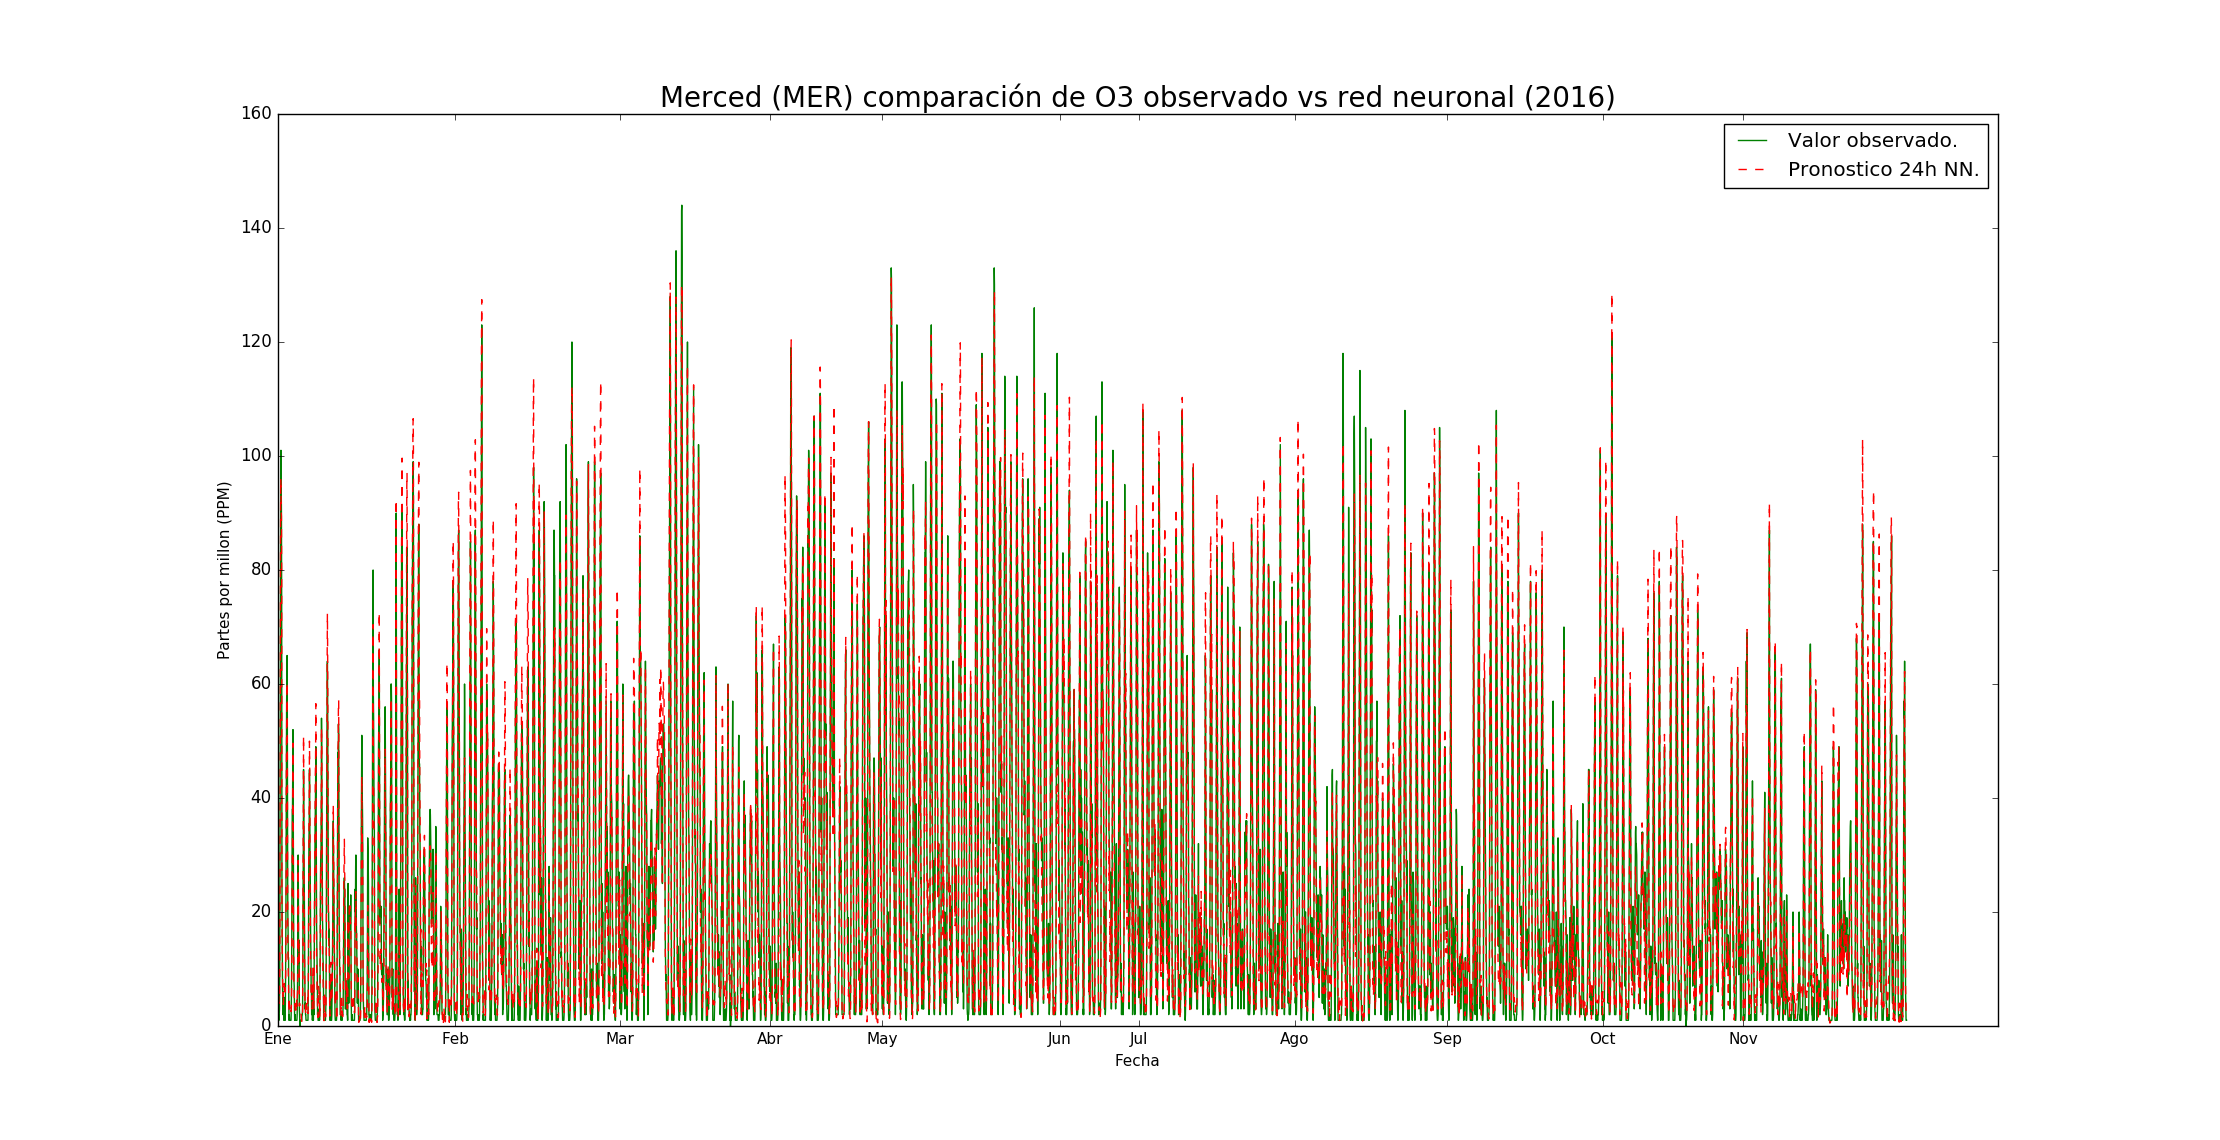 Merced (MER) comparación de O3 observado vs red neuronal (2016)
Valor observado.
Pronostico 24h NN.
Partes por millon (PPM)
160
140
120
100
80
60
40
20
0
Ene Feb Mar Abr May Jun Jul Ago Sep Oct Nov
Fecha